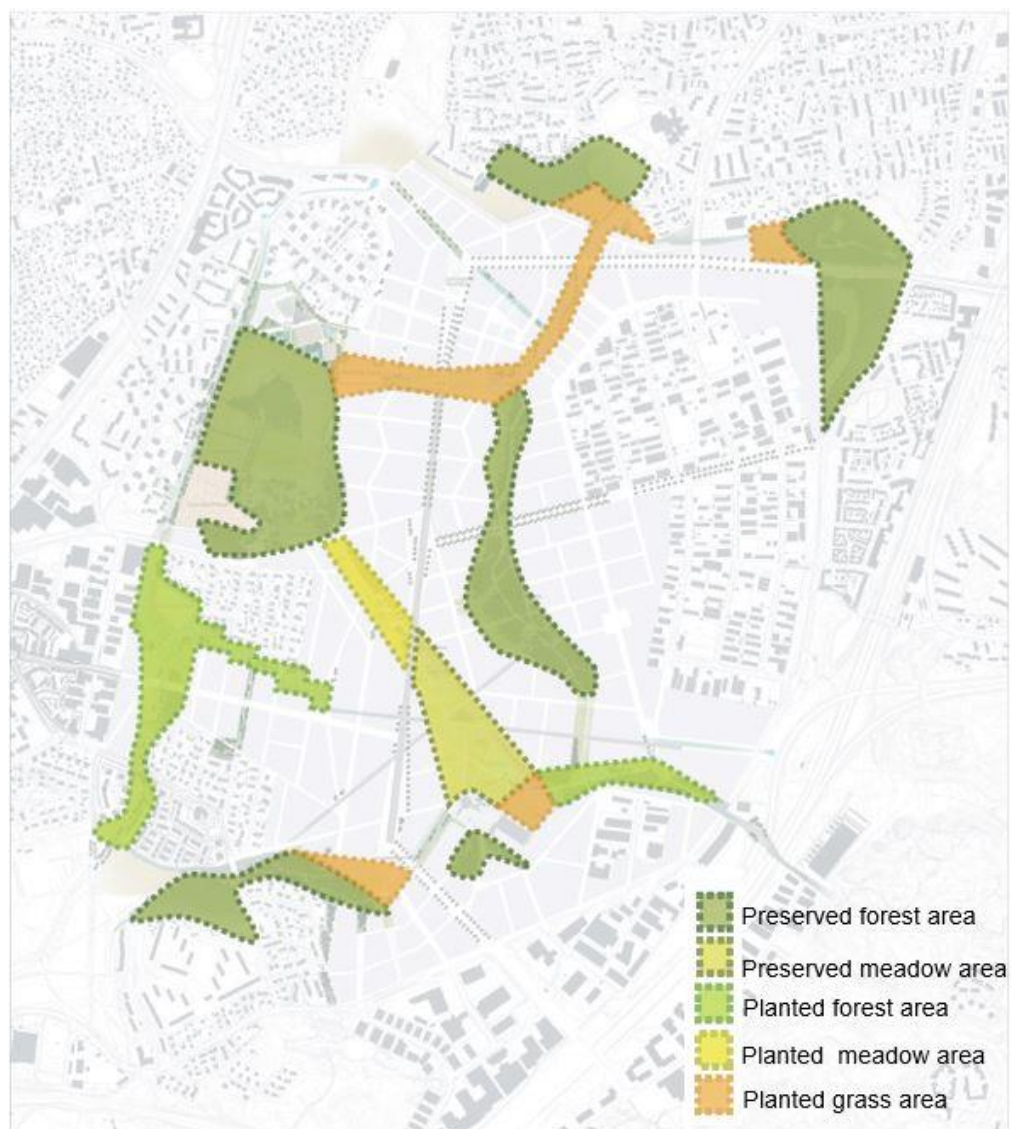 Preserved forest area
Preserved meadow area
Planted forest area
Planted  meadow area
Planted grass area